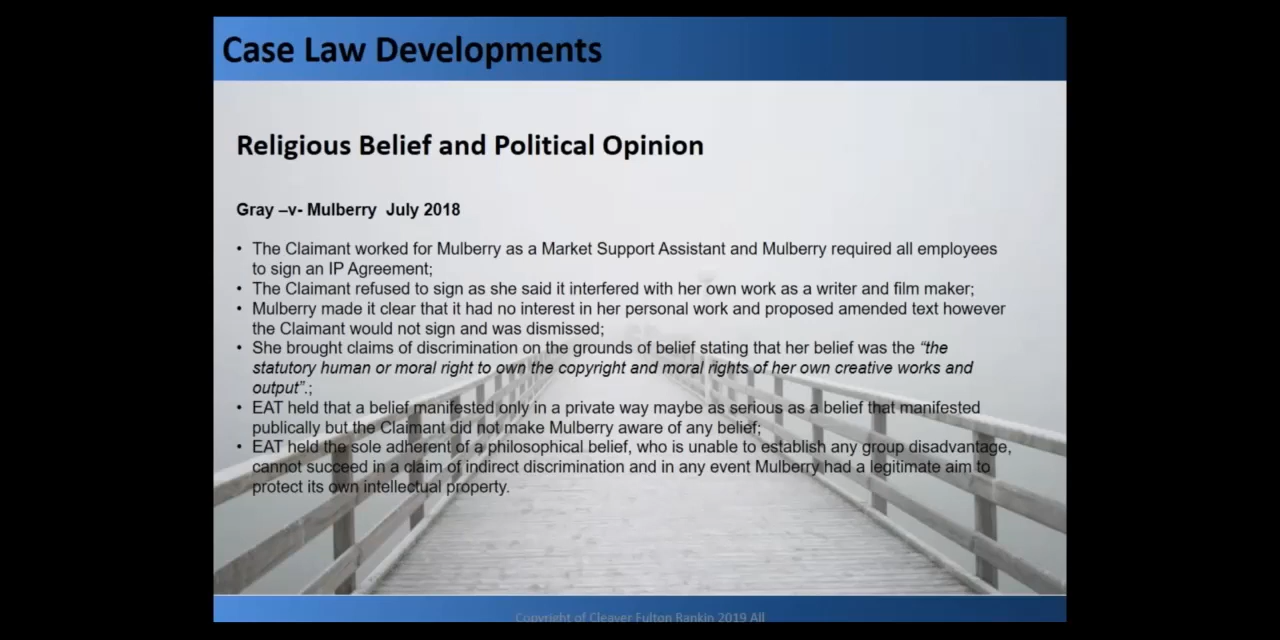 Case Law Developments
Religious Belief and Political Opinion
Gray –v- Mulberry July 2018
• The Claimant worked for Mulberry as a Market Support Assistant and Mulberry required all employees
to sign an IP Agreement;
• The Claimant refused to sign as she said it interfered with her own work as a writer and film maker;
• Mulberry made it clear that it had no interest in her personal work and proposed amended text however
the Claimant would not sign and was dismissed;
• She brought claims of discrimination on the grounds of belief stating that her belief was the “the
statutory human or moral right to own the copyright and moral rights of her own creative works and
output”.;
• EAT held that a belief manifested only in a private way maybe as serious as a belief that manifested
publically but the Claimant did not make Mulberry aware of any belief;
• EAT held the sole adherent of a philosophical belief, who is unable to establish any group disadvantage,
cannot succeed in a claim of indirect discrimination and in any event Mulberry had a legitimate aim to
protect its own intellectual property.
Copyright of Cleaver Fulton Rankin 2019 All